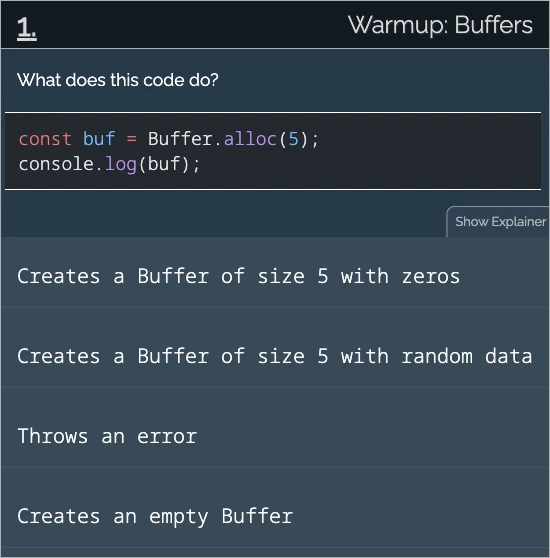 1.
Warmup: Buffers
What does this code do?
const buf = Buffer.alloc(5);
console.log(buf);
Show Explainer
Creates a Buffer of size 5 with zeros
Creates a Buffer of size 5 with random data
Throws an error
Creates an empty Buffer